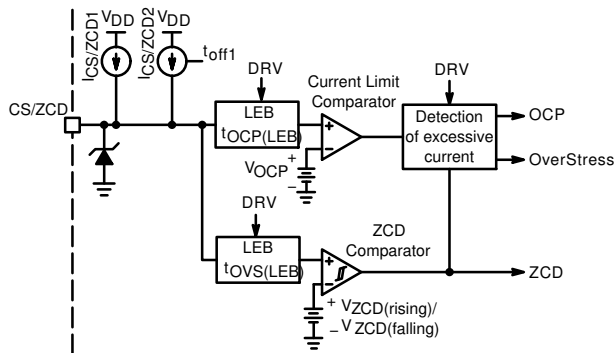 VDD VDD
ICS/ZCD1
ICS/ZCD2
toff1
DRV
Current Limit
Comparator
DRV
CS/ZCD
LEB
tOCP(LEB)
+
−
Detection
of excessive
current
OCP
OverStress
VOCP
+
−
DRV
ZCD
Comparator
LEB
tOVS(LEB)
+
−
ZCD
+ VZCD(rising)/
− VZCD(falling)